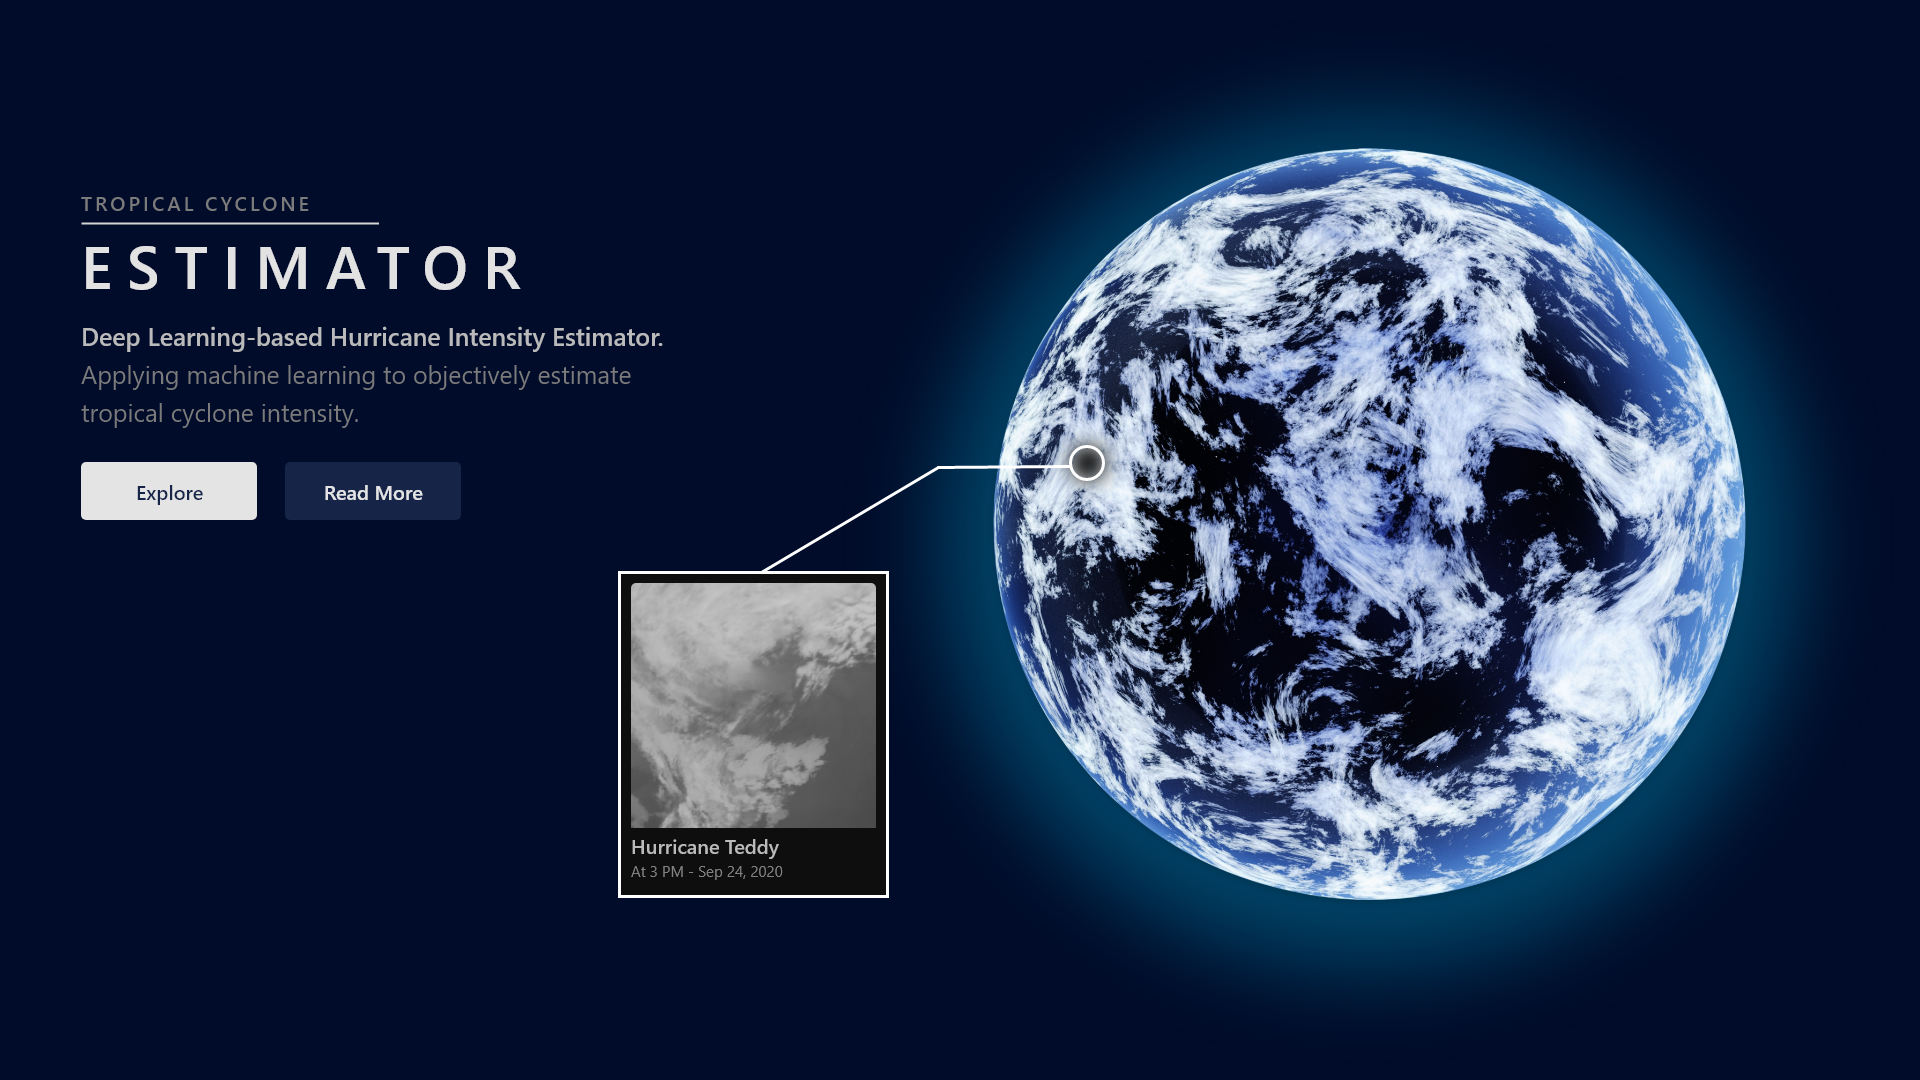 TROPICAL CYCLONE
ESTIMATOR
Deep Learning-based Hurricane Intensity Estimator.
Applying machine learning to objectively estimate
tropical cyclone intensity.
Explore
Read More
Hurricane Teddy
At 3 PM - Sep 24, 2020